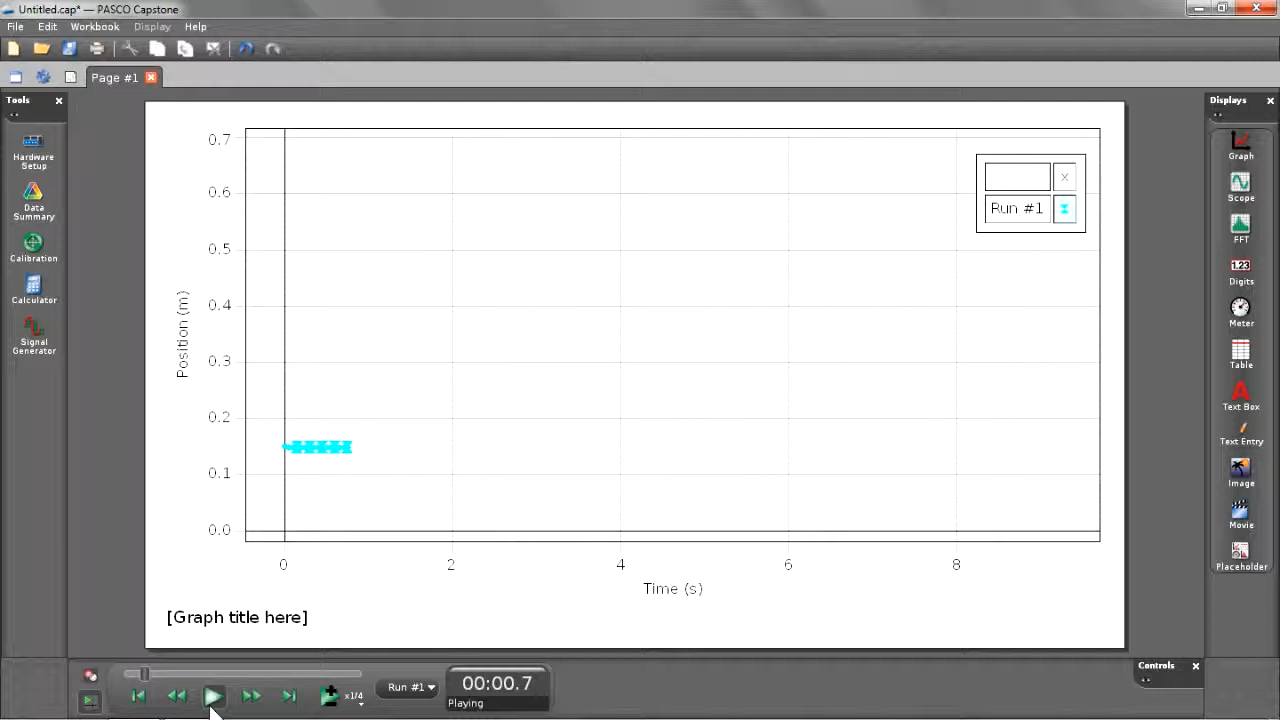 Untitled.cap* — PASCO Capstone
File Edit Workbook Display Help
Page #1
Tools
Hardware
Setup
Data
Summary
Calibration
Calculator
Signal
Generator
0.7
0.6
0.5
0.4
0.3
0.2
0.1
0.0
Position (m)
Run #1
0 2 4 6 8
Time (s)
[Graph title here]
Displays
Graph
Scope
FFT
1.23
Digits
Meter
Table
A
Text Box
Text Entry
Image
Movie
Placeholder
x1/4
Run #1
00:00.7
Playing
Controls